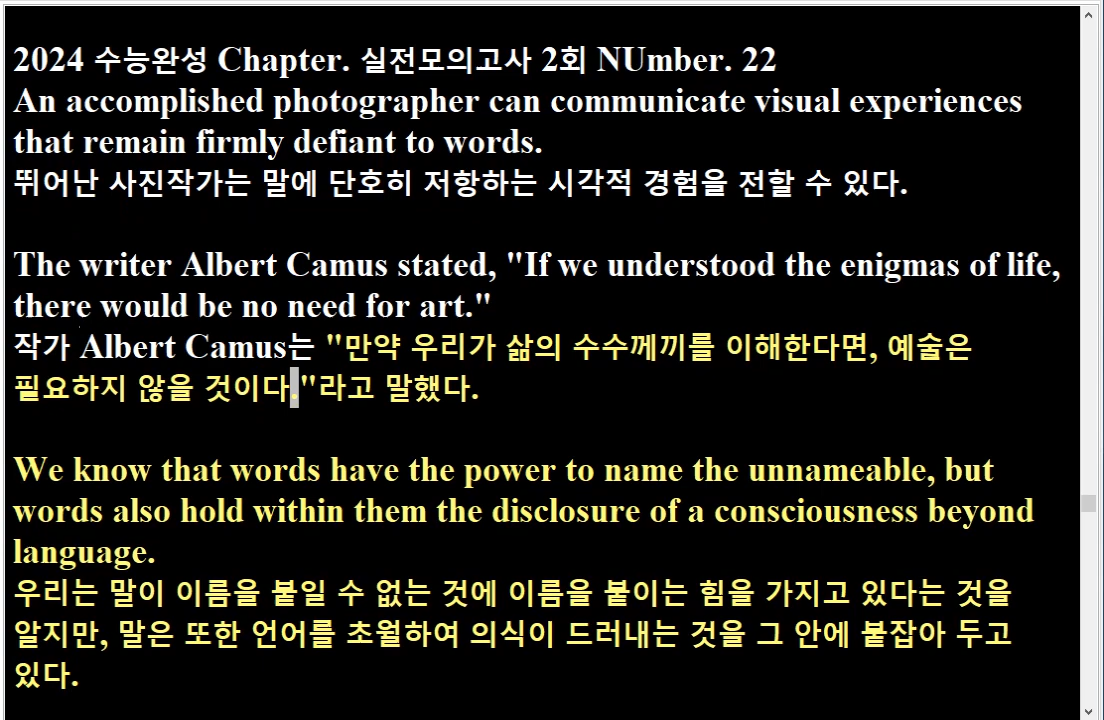 2024 수능완성 Chapter. 실전모의고사 2회 NUmber. 22
An accomplished photographer can communicate visual experiences
that remain firmly defiant to words.
뛰어난 사진작가는 말에 단호히 저항하는 시각적 경험을 전할 수 있다.
The writer Albert Camus stated, "If we understood the enigmas of life,
there would be no need for art."
작가 Albert Camus는 "만약 우리가 삶의 수수께끼를 이해한다면, 예술은
필요하지 않을 것이다."라고 말했다.
We know that words have the power to name the unnameable, but
words also hold within them the disclosure of a consciousness beyond
language.
우리는 말이 이름을 붙일 수 없는 것에 이름을 붙이는 힘을 가지고 있다는 것을
알지만, 말은 또한 언어를 초월하여 의식이 드러내는 것을 그 안에 붙잡아 두고
있다.